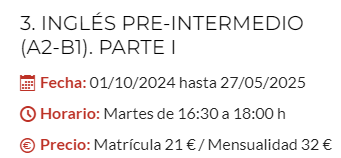 3. INGLÉS PRE-INTERMEDIO
(A2-B1). PARTE I
Fecha: 01/10/2024 hasta 27/05/2025
Horario: Martes de 16:30 a 18:00 h
Precio: Matrícula 21 € / Mensualidad 32 €